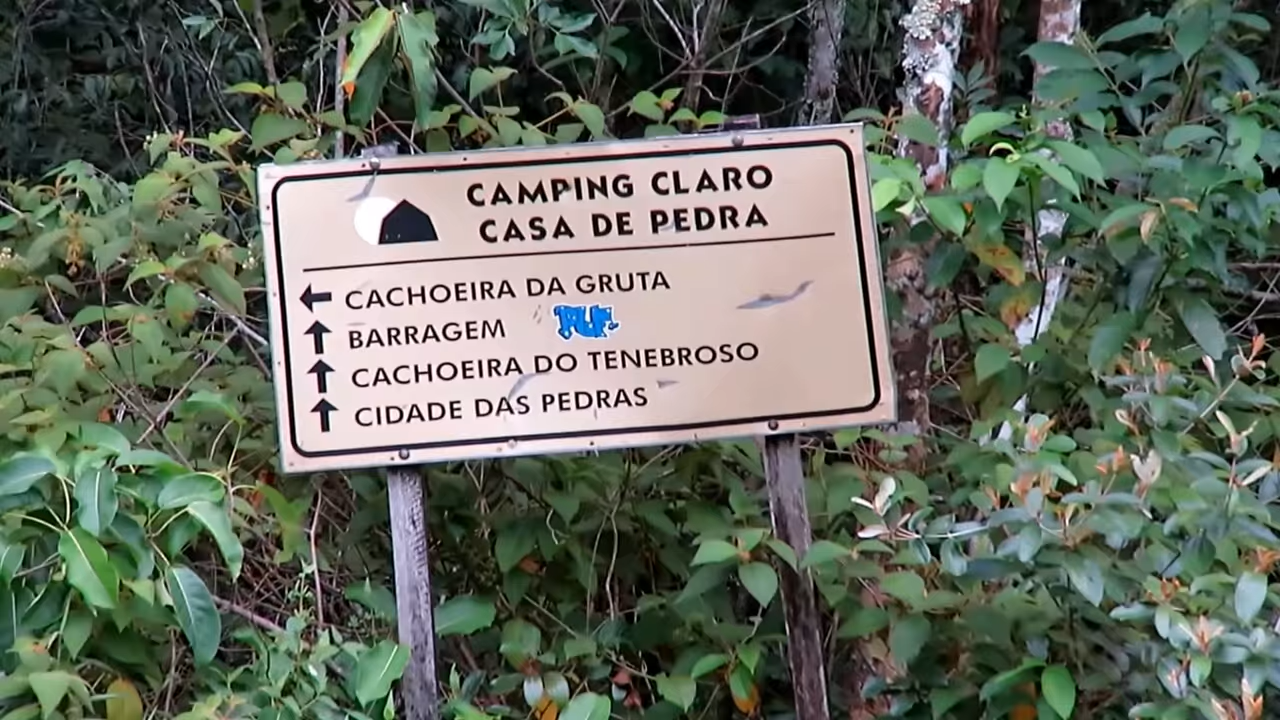 CAMPING CLARO
CASA DE PEDRA
CACHOEIRA DA GRUTA
BARRAGEM
CACHOEIRA DO TENEBROSO
CIDADE DAS PEDRAS